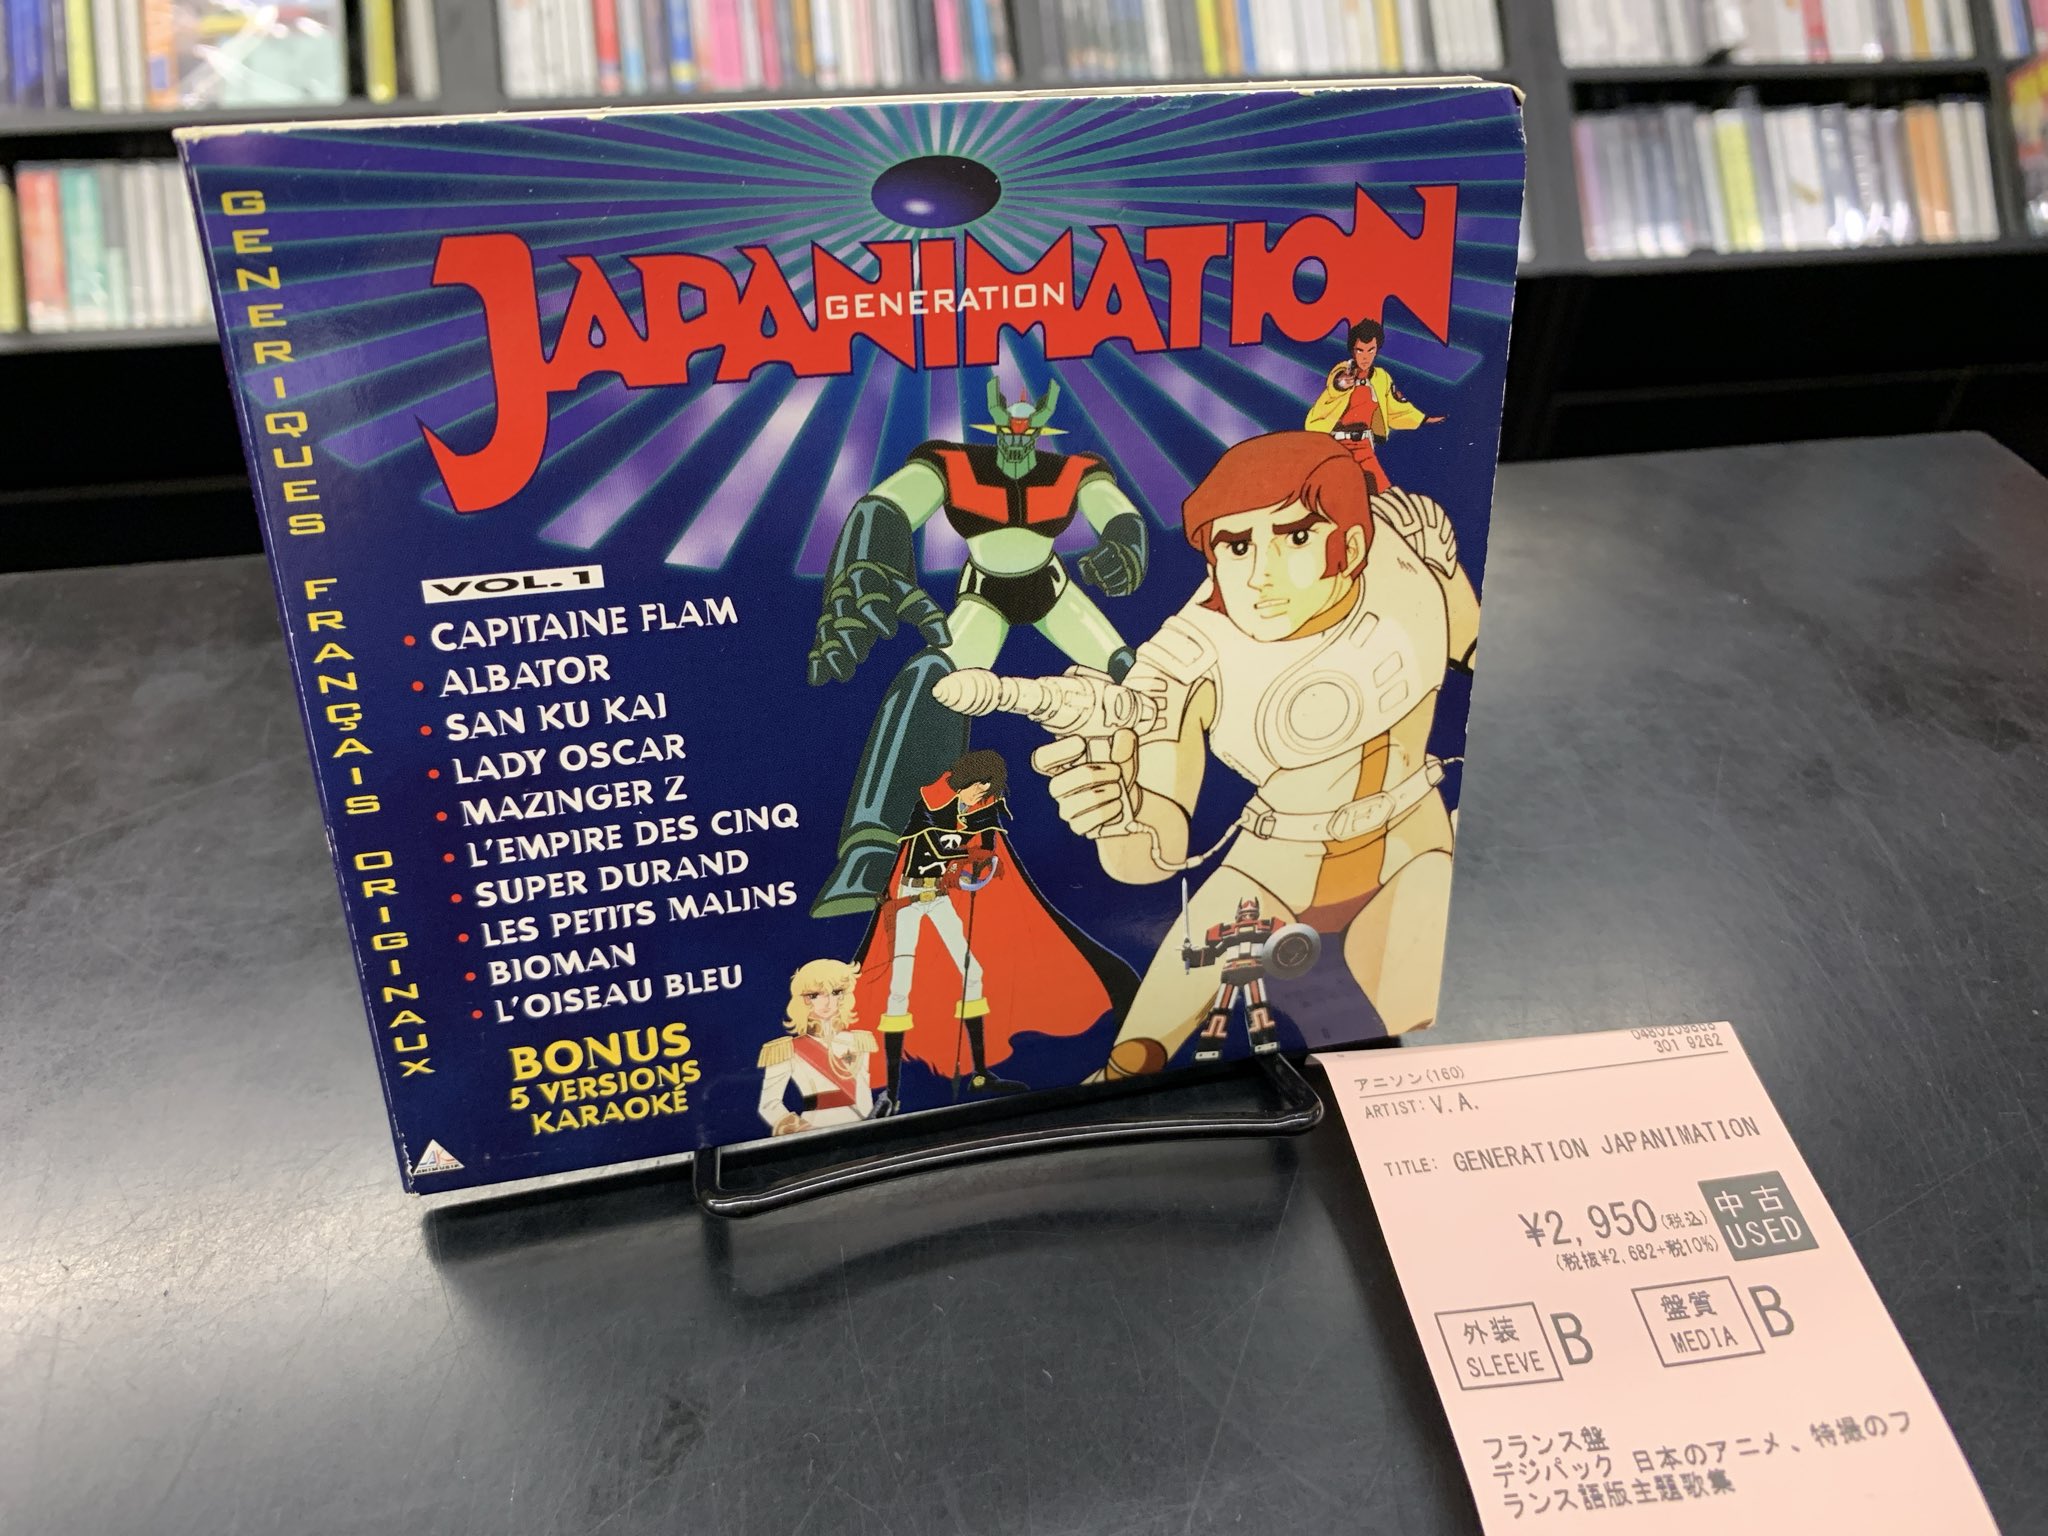 GENERIQUES FRANÇAIS ORIGINAUX
JAPANIMATION
GENERATION
VOL.1
• CAPITAINE FLAM
• ALBATOR
• SAN KU KAI
• LADY OSCAR
• MAZINGER Z
• L'EMPIRE DES CINQ
• SUPER DURAND
• LES PETITS MALINS
• BIOMAN
• L'OISEAU BLEU
BONUS
5 VERSIONS
KARAOKÉ
301 9262
アニソン(160)
ARTIST: V.A.
TITLE: GENERATION JAPANIMATION
¥2,950(税込)
(税抜¥2,682+税10%)
中古
USED
外装
SLEEVE
B
盤質
MEDIA
B
フランス盤
デジパック 日本のアニメ、特撮のフ
ランス語版主題歌集